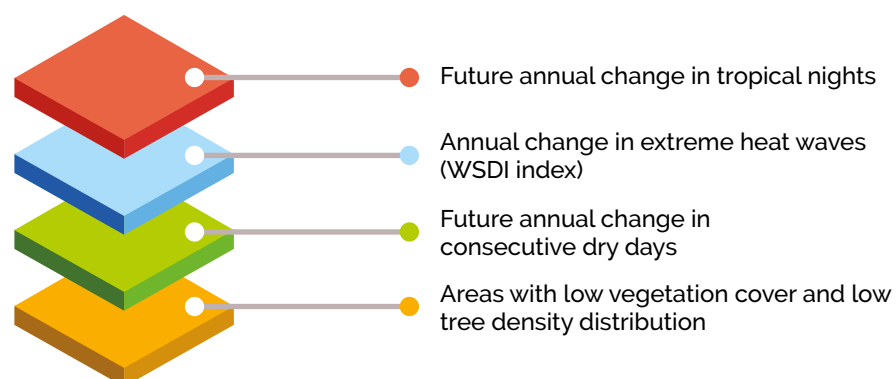 Future annual change in tropical nights
Annual change in extreme heat waves
(WSDI index)
Future annual change in
consecutive dry days
Areas with low vegetation cover and low
tree density distribution